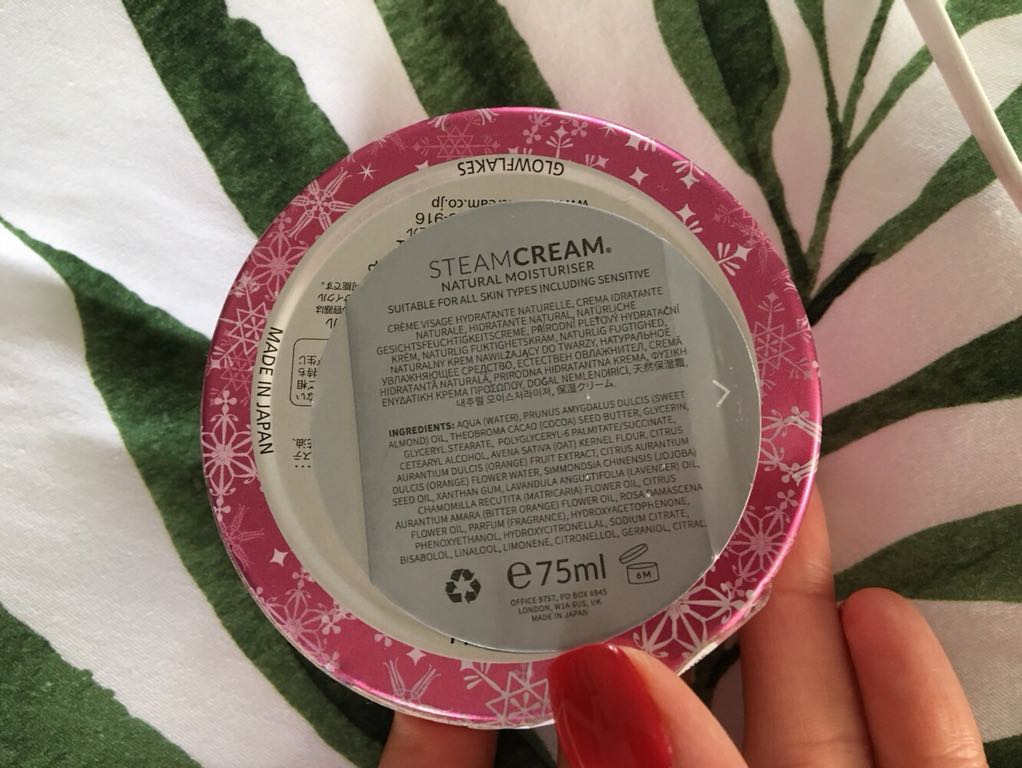 GLOWFLAKES
MADE IN JAPAN
STEAMCREAM®
NATURAL MOISTURISER
SUITABLE FOR ALL SKIN TYPES INCLUDING SENSITIVE
CRÈME VISAGE HYDRATANTE NATURELLE, CREMA IDRATANTE
NATURALE, HIDRATANTE NATURAL, NATÜRLICHE
GESICHTSFEUCHTIGKEITSCREME, PŘÍRODNÍ PLEŤOVÝ HYDRATAČNÍ
KRÉM, NATURLIG FUKTIGHETSKRÄM, NATURLIG FUGTIGHED,
NATURALNY KREM NAWILŻAJĄCY DO TWARZY, НАТУРАЛЬНОЕ
УВЛАЖНЯЮЩЕЕ СРЕДСТВО, ЕСТЕСТВЕН ОВЛАЖНИТЕЛ, CREMĂ
HIDRATANTĂ NATURALĂ, PRIRODNA HIDRATANTNA KREMA, ΦΥΣΙΚΗ
ΕΝΥΔΑΤΙΚΗ ΚΡΕΜΑ ΠΡΟΣΩΠΟΥ, DOĞAL NEMLENDIRICI, 天然保湿霜,
내추럴 모이스처라이저, 保湿クリーム.
INGREDIENTS: AQUA (WATER), PRUNUS AMYGDALUS DULCIS (SWEET
ALMOND) OIL, THEOBROMA CACAO (COCOA) SEED BUTTER, GLYCERIN,
GLYCERYL STEARATE, POLYGLYCERYL-6 PALMITATE/SUCCINATE,
CETEARYL ALCOHOL, AVENA SATIVA (OAT) KERNEL FLOUR, CITRUS
AURANTIUM DULCIS (ORANGE) FRUIT EXTRACT, CITRUS AURANTIUM
DULCIS (ORANGE) FLOWER WATER, SIMMONDSIA CHINENSIS (JOJOBA)
SEED OIL, XANTHAN GUM, LAVANDULA ANGUSTIFOLIA (LAVENDER) OIL,
CHAMOMILLA RECUTITA (MATRICARIA) FLOWER OIL, CITRUS
AURANTIUM AMARA (BITTER ORANGE) FLOWER OIL, ROSA DAMASCENA
FLOWER OIL, PARFUM (FRAGRANCE), HYDROXYACETOPHENONE,
PHENOXYETHANOL, HYDROXYCITRONELLAL, SODIUM CITRATE,
BISABOLOL, LINALOOL, LIMONENE, CITRONELLOL, GERANIOL, CITRAL.
e75ml
6M
OFFICE 9757, PO BOX 6945
LONDON, W1A 6US, UK
MADE IN JAPAN